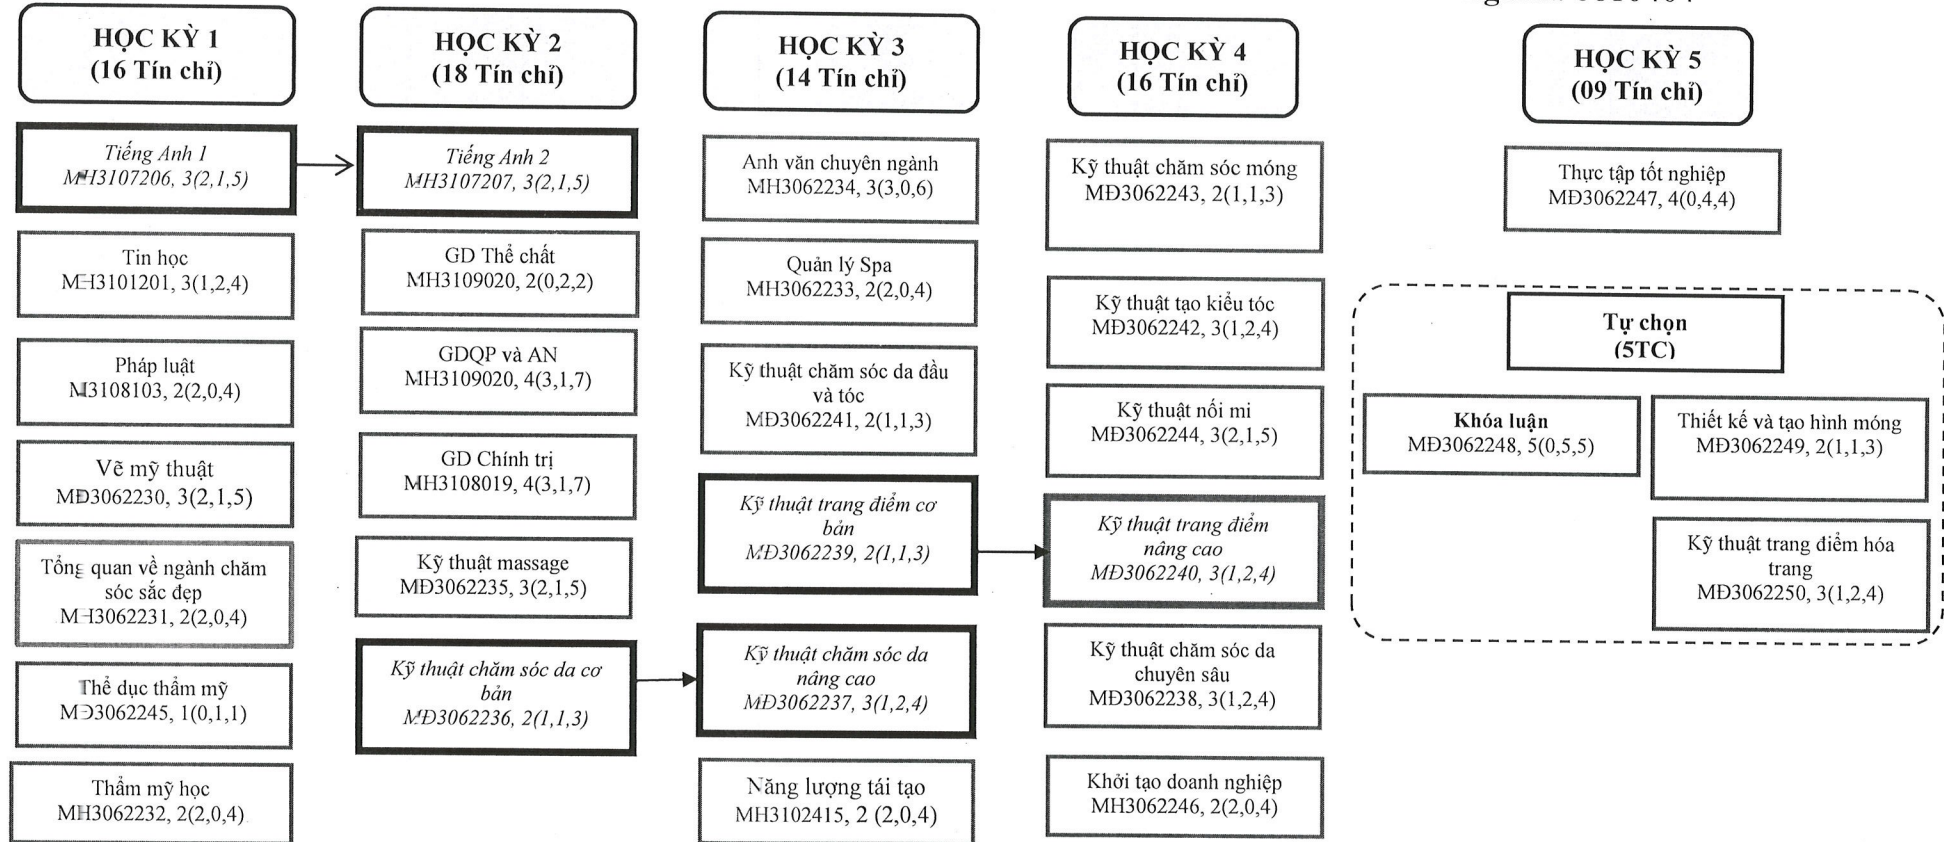 HỌC KỲ 1
(16 Tín chỉ)
Tiếng Anh 1
MH3107206, 3(2,1,5)
Tin học
MH3101201, 3(1,2,4)
Pháp luật
M3108103, 2(2,0,4)
Vẽ mỹ thuật
MĐ3062230, 3(2,1,5)
Tổng quan về ngành chăm
sóc sắc đẹp
MH3062231, 2(2,0,4)
Thể dục thẩm mỹ
MĐ3062245, 1(0,1,1)
Thẩm mỹ học
MH3062232, 2(2,0,4)
HỌC KỲ 2
(18 Tín chỉ)
Tiếng Anh 2
MH3107207, 3(2,1,5)
GD Thể chất
MH3109020, 2(0,2,2)
GDQP và AN
MH3109020, 4(3,1,7)
GD Chính trị
MH3108019, 4(3,1,7)
Kỹ thuật massage
MĐ3062235, 3(2,1,5)
Kỹ thuật chăm sóc da cơ
bản
MĐ3062236, 2(1,1,3)
HỌC KỲ 3
(14 Tín chỉ)
Anh văn chuyên ngành
MH3062234, 3(3,0,6)
Quản lý Spa
MH3062233, 2(2,0,4)
Kỹ thuật chăm sóc da đầu
và tóc
MĐ3062241, 2(1,1,3)
Kỹ thuật trang điểm cơ
bản
MĐ3062239, 2(1,1,3)
Kỹ thuật chăm sóc da
nâng cao
MĐ3062237, 3(1,2,4)
Năng lượng tái tạo
MH3102415, 2 (2,0,4)
HỌC KỲ 4
(16 Tín chỉ)
Kỹ thuật chăm sóc móng
MĐ3062243, 2(1,1,3)
Kỹ thuật tạo kiểu tóc
MĐ3062242, 3(1,2,4)
Kỹ thuật nối mi
MĐ3062244, 3(2,1,5)
Kỹ thuật trang điểm
nâng cao
MĐ3062240, 3(1,2,4)
Kỹ thuật chăm sóc da
chuyên sâu
MĐ3062238, 3(1,2,4)
Khởi tạo doanh nghiệp
MH3062246, 2(2,0,4)
HỌC KỲ 5
(09 Tín chỉ)
Thực tập tốt nghiệp
MĐ3062247, 4(0,4,4)
Tự chọn
(5TC)
Khóa luận
MĐ3062248, 5(0,5,5)
Thiết kế và tạo hình móng
MĐ3062249, 2(1,1,3)
Kỹ thuật trang điểm hóa
trang
MĐ3062250, 3(1,2,4)